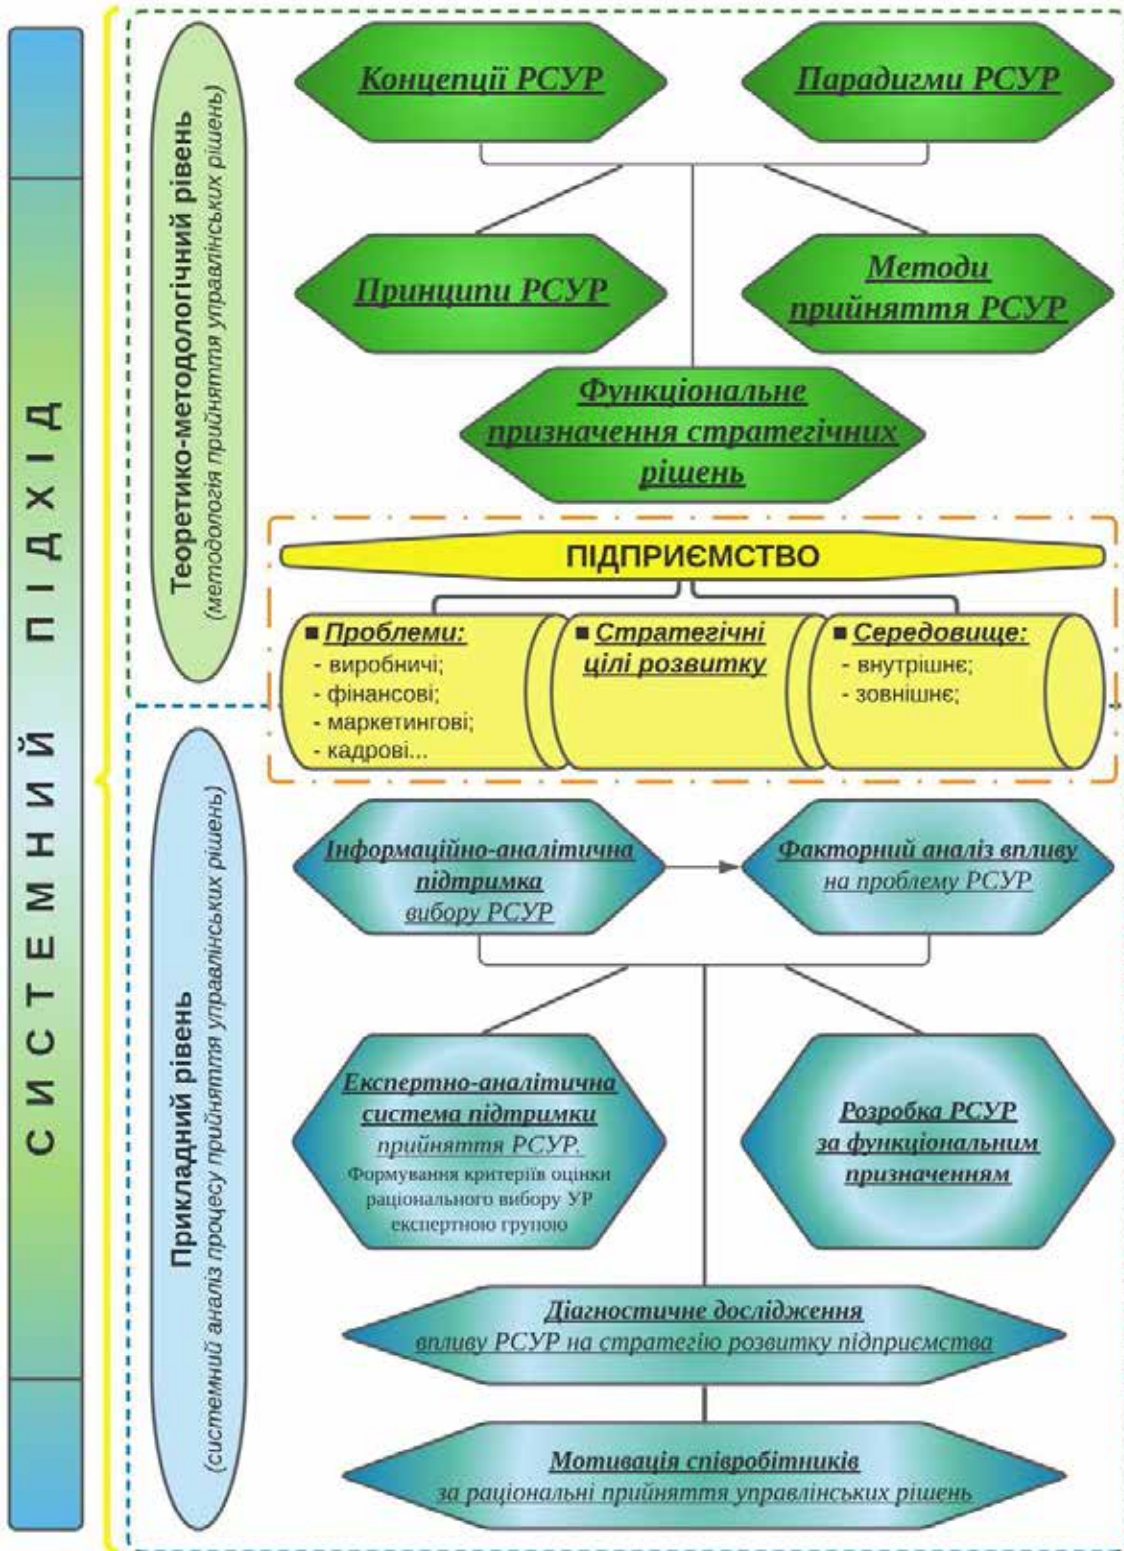 СИСТЕМНИЙ ПІДХІД
Теоретико-методологічний рівень
(методологія прийняття управлінських рішень)
Концепції РСУР
Парадигми РСУР
Принципи РСУР
Методи
прийняття РСУР
Функціональне
призначення стратегічних
рішень
ПІДПРИЄМСТВО
■ Проблеми:
- виробничі;
- фінансові;
- маркетингові;
- кадрові...
■ Стратегічні
цілі розвитку
■ Середовище:
- внутрішнє;
- зовнішнє;
Прикладний рівень
(системний аналіз процесу прийняття управлінських рішень)
Інформаційно-аналітична
підтримка
вибору РСУР
Факторний аналіз впливу
на проблему РСУР
Експертно-аналітична
система підтримки
прийняття РСУР.
Формування критеріїв оцінки
раціонального вибору УР
експертною групою
Розробка РСУР
за функціональним
призначенням
Діагностичне дослідження
впливу РСУР на стратегію розвитку підприємства
Мотивація співробітників
за раціональні прийняття управлінських рішень